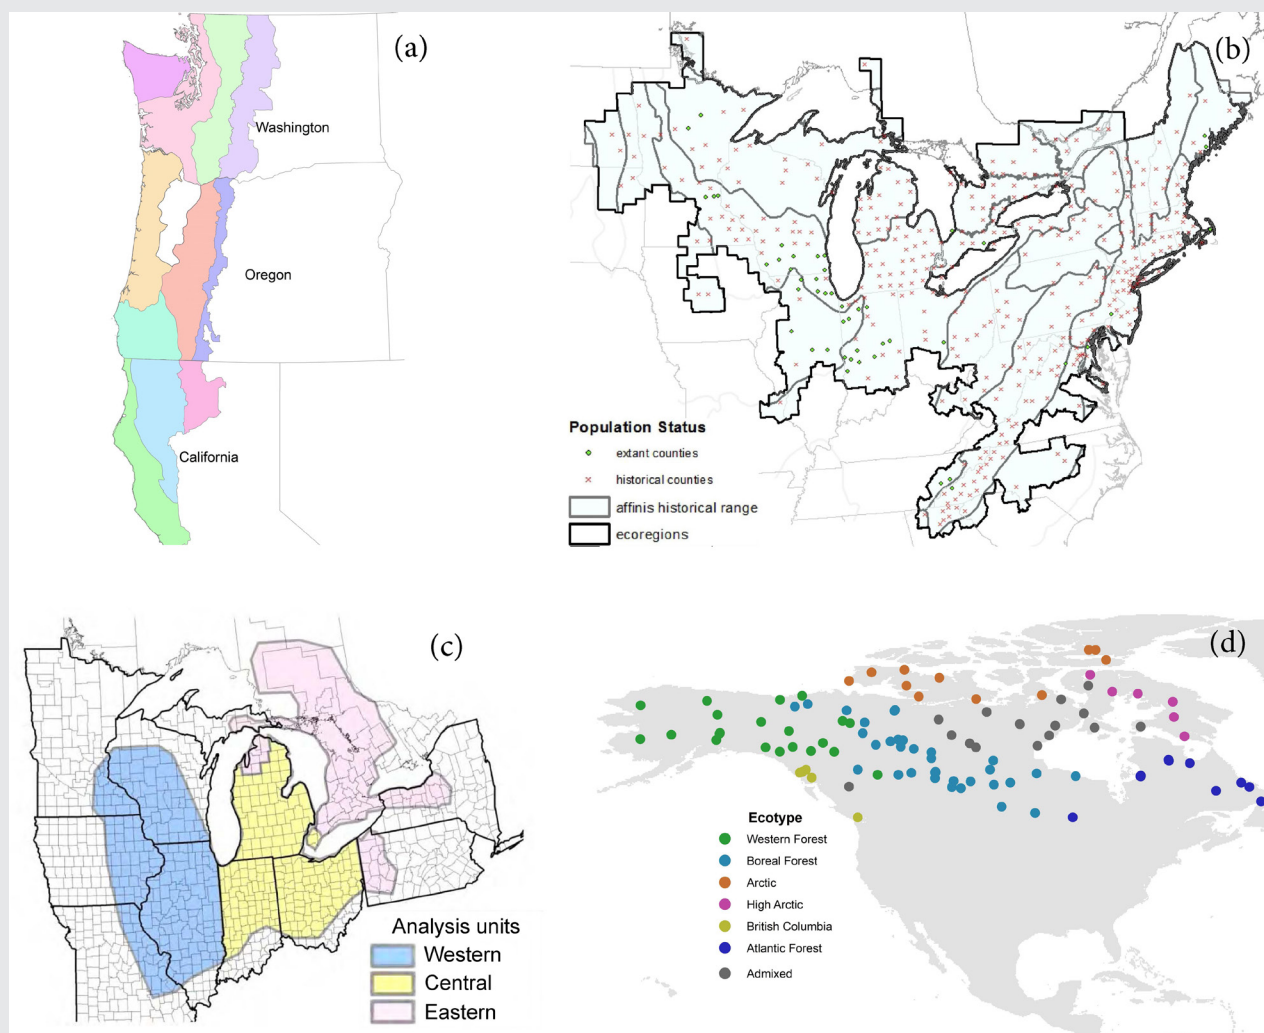 (a)
Washington
Oregon
California
(b)
Population Status
extant counties
historical counties
affinis historical range
ecoregions
(c)
Analysis units
Western
Central
Eastern
(d)
Ecotype
Western Forest
Boreal Forest
Arctic
High Arctic
British Columbia
Atlantic Forest
Admixed